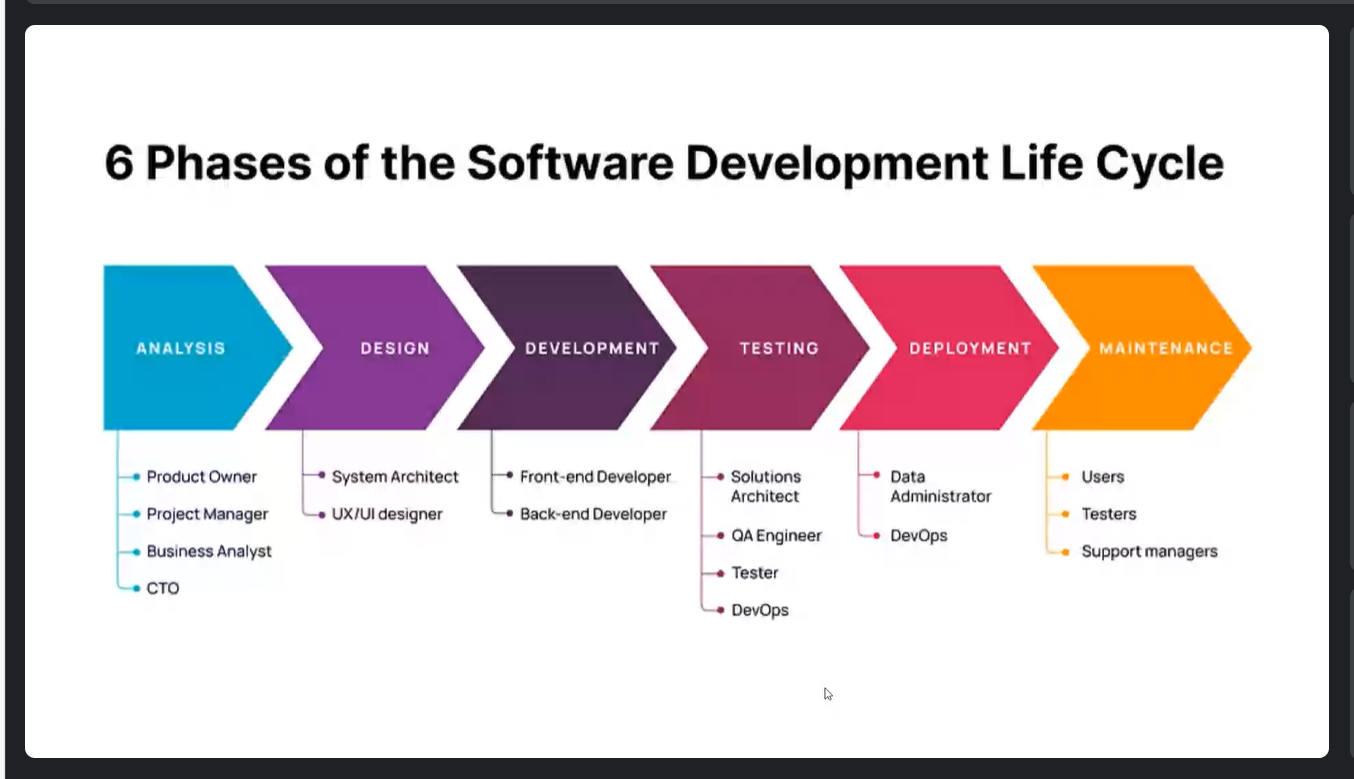 6 Phases of the Software Development Life Cycle
ANALYSIS
DESIGN
DEVELOPMENT
TESTING
DEPLOYMENT
MAINTENANCE
Product Owner
Project Manager
Business Analyst
CTO
System Architect
UX/UI designer
Front-end Developer
Back-end Developer
Solutions
Architect
QA Engineer
Tester
DevOps
Data
Administrator
DevOps
Users
Testers
Support managers